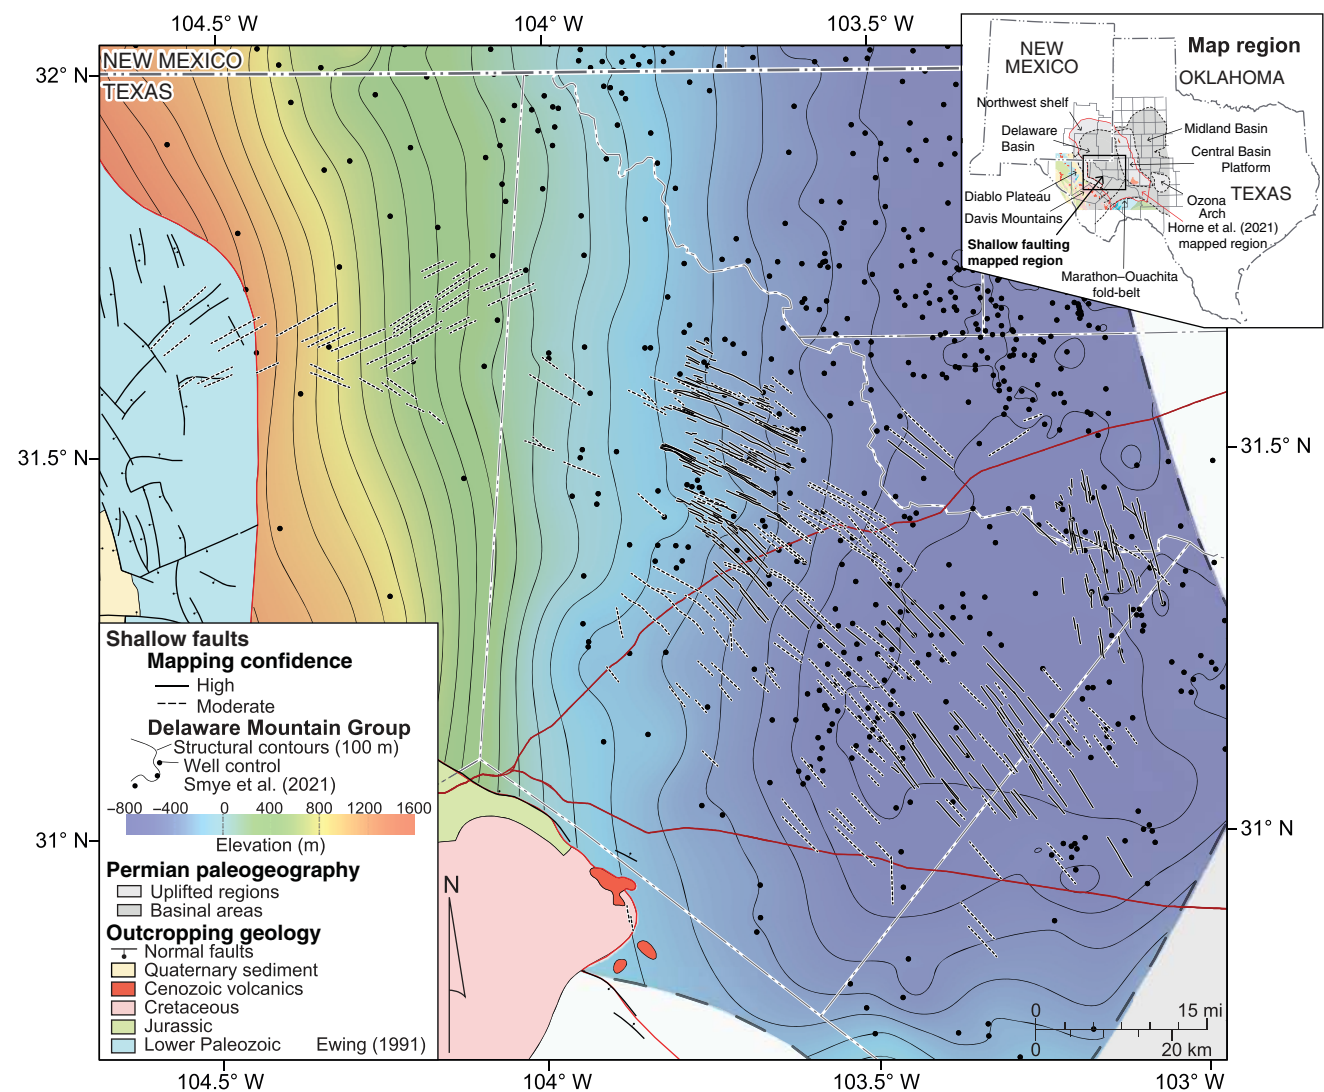 104.5° W
104° W
103.5° W
32° N
NEW MEXICO
TEXAS
Map region
NEW
MEXICO
OKLAHOMA
Northwest shelf
Delaware
Basin
Midland Basin
Central Basin
Platform
Diablo Plateau
TEXAS
Ozona
Arch
Davis Mountains
Horne et al. (2021)
mapped region
Shallow faulting
mapped region
Marathon–Ouachita
fold-belt
31.5° N
31.5° N
Shallow faults
Mapping confidence
High
Moderate
Delaware Mountain Group
Structural contours (100 m)
Well control
Smye et al. (2021)
−800 −400 0 400 800 1200 1600
Elevation (m)
31° N
31° N
Permian paleogeography
Uplifted regions
Basinal areas
Outcropping geology
Normal faults
Quaternary sediment
Cenozoic volcanics
Cretaceous
Jurassic
Lower Paleozoic Ewing (1991)
N
0 15 mi
0 20 km
104.5° W
104° W
103.5° W
103° W